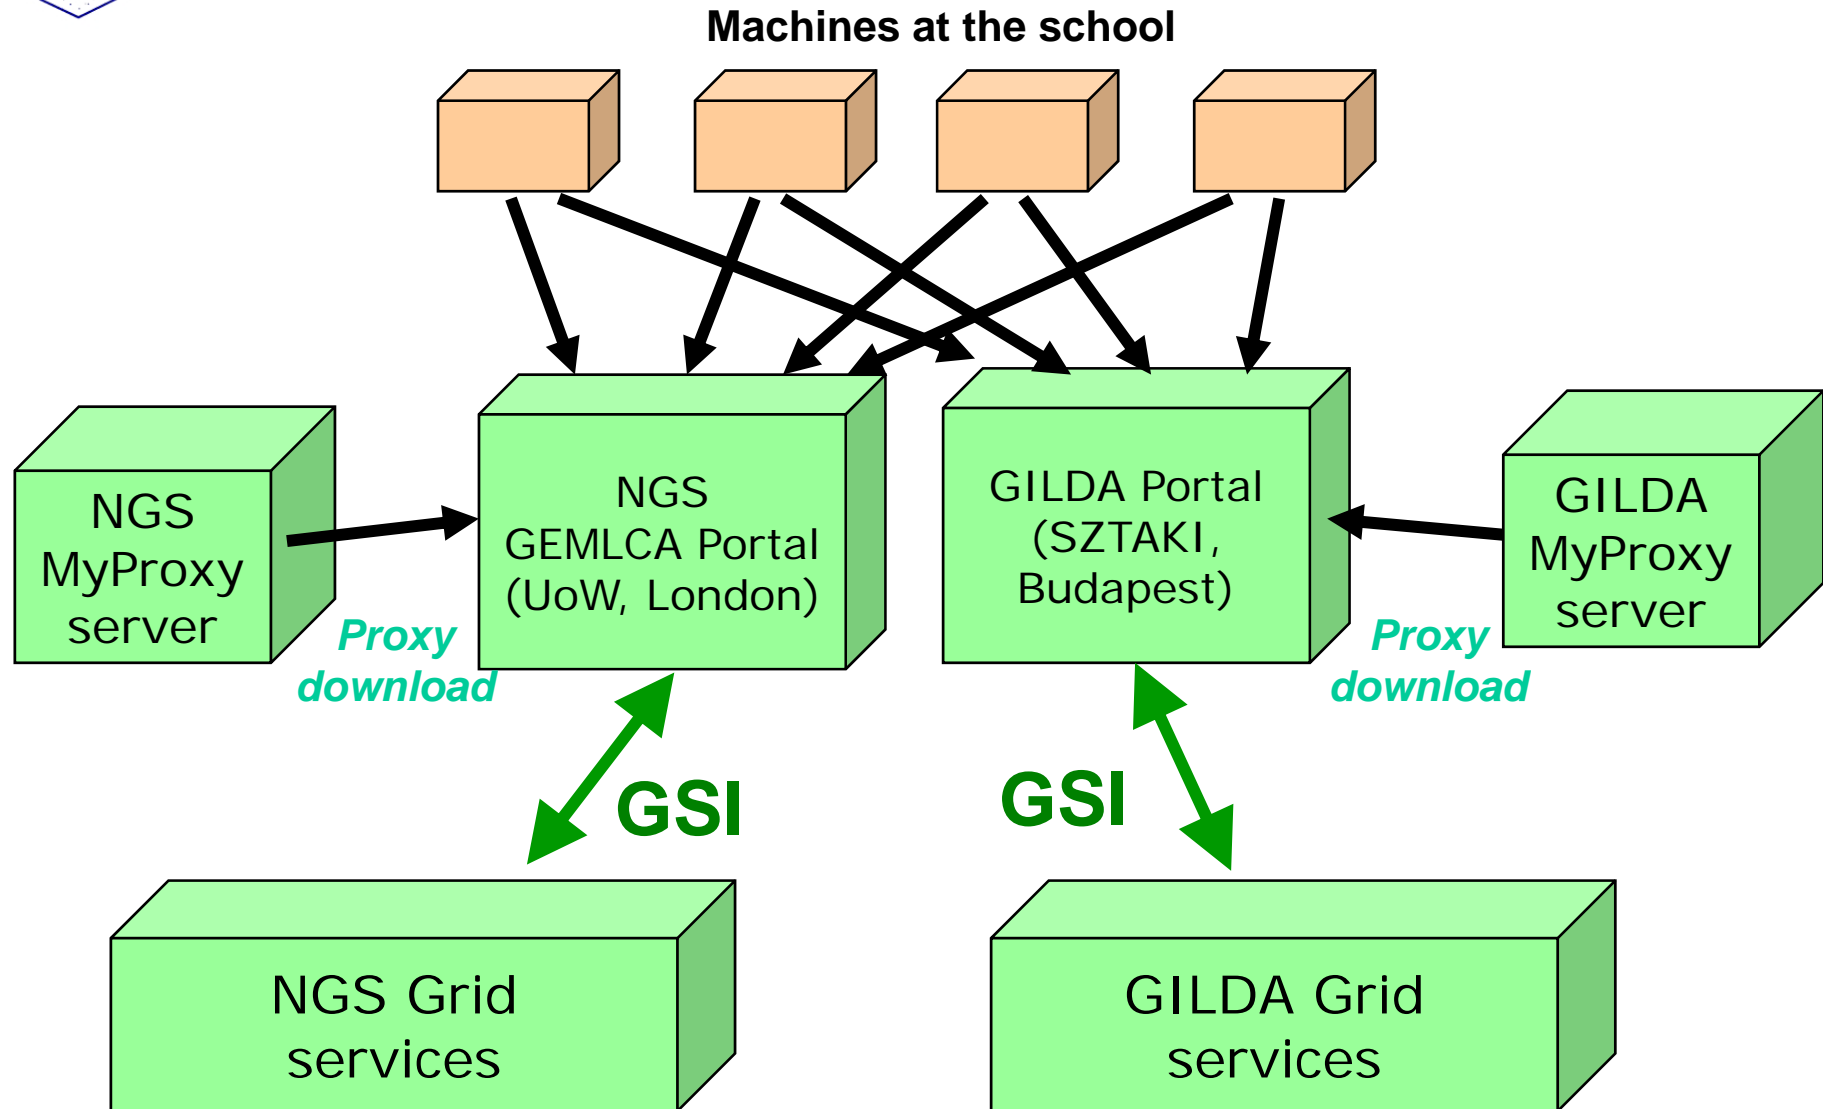 Machines at the school
NGS
MyProxy
server
Proxy
download
NGS
GEMLCA Portal
(UoW, London)
GILDA Portal
(SZTAKI,
Budapest)
GILDA
MyProxy
server
Proxy
download
GSI
GSI
NGS Grid
services
GILDA Grid
services